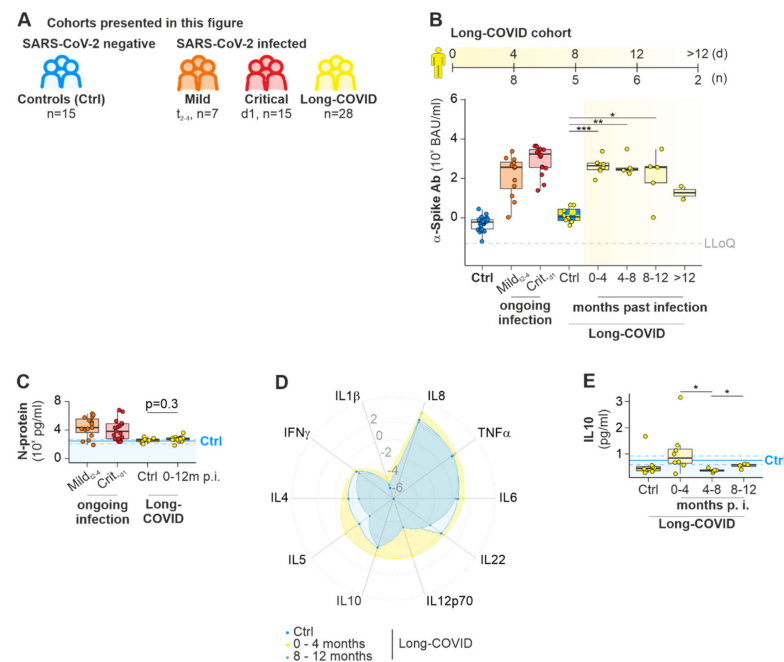 A Cohorts presented in this figure
SARS-CoV-2 negative
SARS-CoV-2 infected
Controls (Ctrl)
n=15
Mild
t2-4, n=7
Critical
d1, n=15
Long-COVID
n=28
B Long-COVID cohort
0 4 8 12 >12 (d)
8 5 6 2 (n)
α-Spike Ab (10ˣ BAU/ml)
6
4
2
0
*
**
***
LLoQ
Ctrl Mildt2-4 Crit.-d1 Ctrl 0-4 4-8 8-12 >12
ongoing
infection
months past infection
Long-COVID
C
N-protein
(10ˣ pg/ml)
8
4
0
p=0.3
Ctrl
Mildt2-4 Crit.-d1 Ctrl 0-12m p.i.
ongoing
infection
Long-
COVID
D
IL1β
IL8
IFNγ
TNFα
IL4
IL6
IL5
IL22
IL10
IL12p70
2
0
-2
-4
-6
Ctrl
0 - 4 months
8 - 12 months
Long-COVID
E
IL10
(pg/ml)
3
2
1
0
*
*
Ctrl
Ctrl 0-4 4-8 8-12
months p. i.
Long-COVID